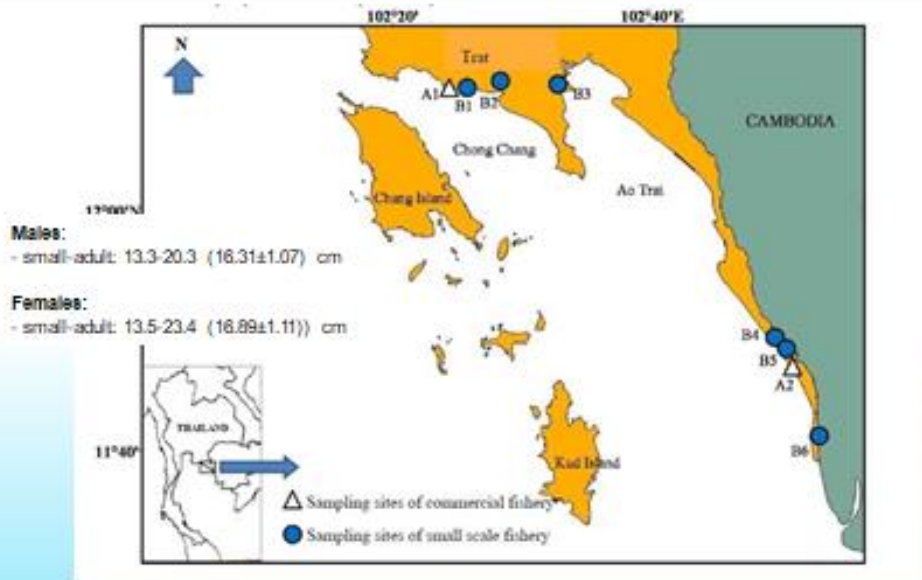 102°20' 102°40'E
N
Trat
A1 B1 B2 B3
CAMBODIA
Chong Chang
Ao Trat
Chang Island
12°00'N
Males:
- small-adult: 13.3-20.3 (16.31±1.07) cm
Females:
- small-adult: 13.5-23.4 (16.89±1.11)) cm
B4
B5
A2
THAILAND
11°40'
B6
Kud Island
Sampling sites of commercial fishery
Sampling sites of small scale fishery